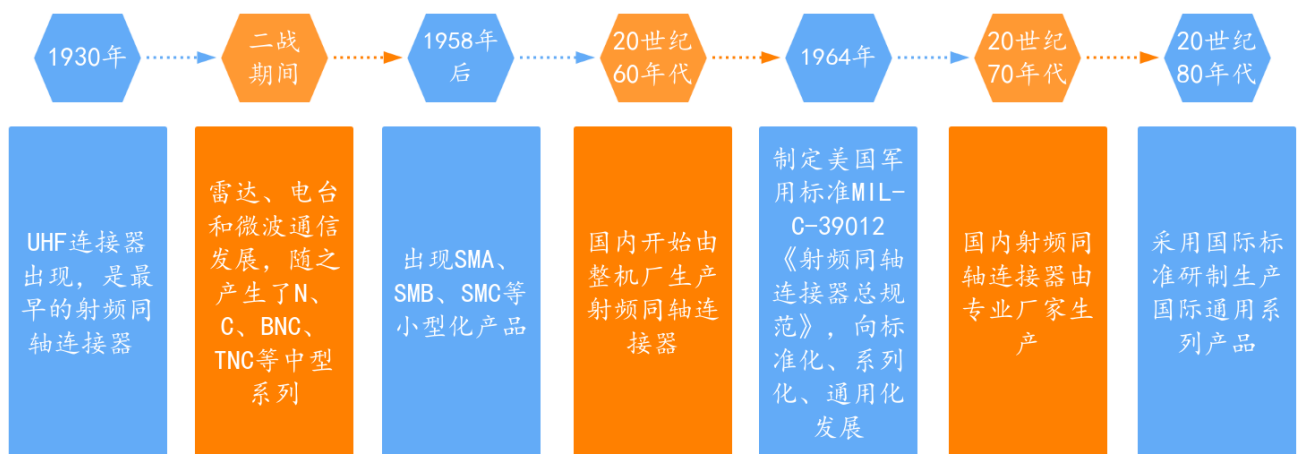 1930年
二战
期间
1958年
后
20世纪
60年代
1964年
20世纪
70年代
20世纪
80年代
UHF连接器
出现，是最
早的射频同
轴连接器
雷达、电台
和微波通信
发展，随之
产生了N、
C、BNC、
TNC等中型
系列
出现SMA、
SMB、SMC等
小型化产品
国内开始由
整机厂生产
射频同轴连
接器
制定美国军
用标准MIL-
C-39012
《射频同轴
连接器总规
范》，向标
准化、系列
化、通用化
发展
国内射频同
轴连接器由
专业厂家生
产
采用国际标
准研制生产
国际通用系
列产品